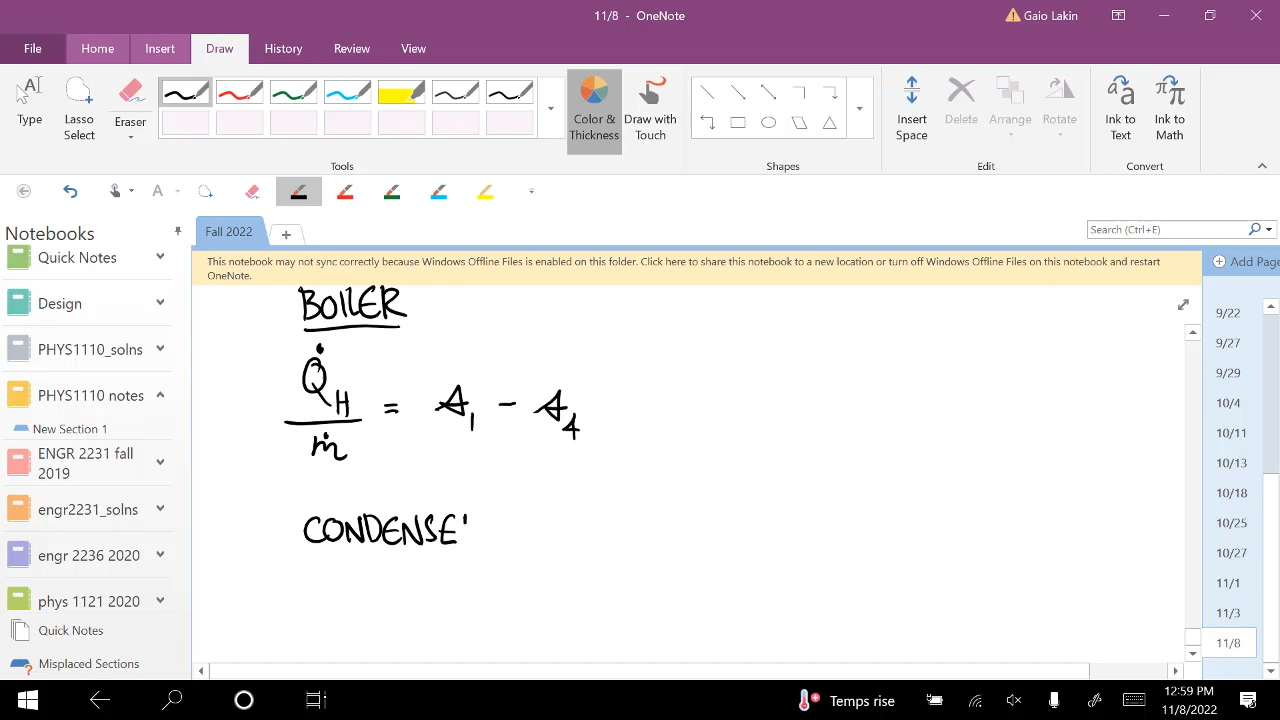 11/8 - OneNote
Gaio Lakin
File
Home
Insert
Draw
History
Review
View
Type
Lasso Select
Eraser
Color & Thickness
Draw with Touch
Insert Space
Delete
Arrange
Rotate
Ink to Text
Ink to Math
Tools
Shapes
Edit
Convert
Notebooks
Fall 2022
Search (Ctrl+E)
This notebook may not sync correctly because Windows Offline Files is enabled on this folder. Click here to share this notebook to a new location or turn off Windows Offline Files on this notebook and restart
OneNote.
Add Page
Quick Notes
Design
PHYS1110_solns
PHYS1110 notes
New Section 1
ENGR 2231 fall
2019
engr2231_solns
engr 2236 2020
phys 1121 2020
Quick Notes
Misplaced Sections
BOILER
Q̇_H / ṁ = h₁ - h₄
CONDENSE
9/22
9/27
9/29
10/4
10/11
10/13
10/18
10/25
10/27
11/1
11/3
11/8
Temps rise
12:59 PM
11/8/2022